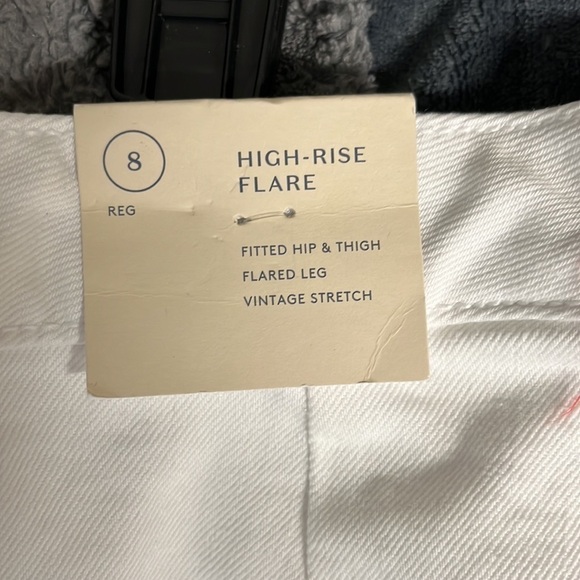 8
REG
HIGH-RISE
FLARE
FITTED HIP & THIGH
FLARED LEG
VINTAGE STRETCH